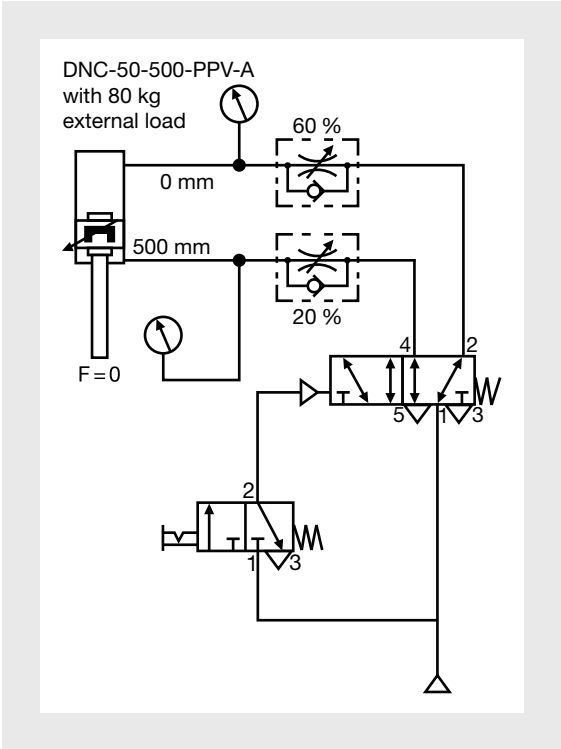 DNC-50-500-PPV-A
with 80 kg
external load
60 %
0 mm
500 mm
20 %
F = 0
4 2
5 1 3
2
1 3